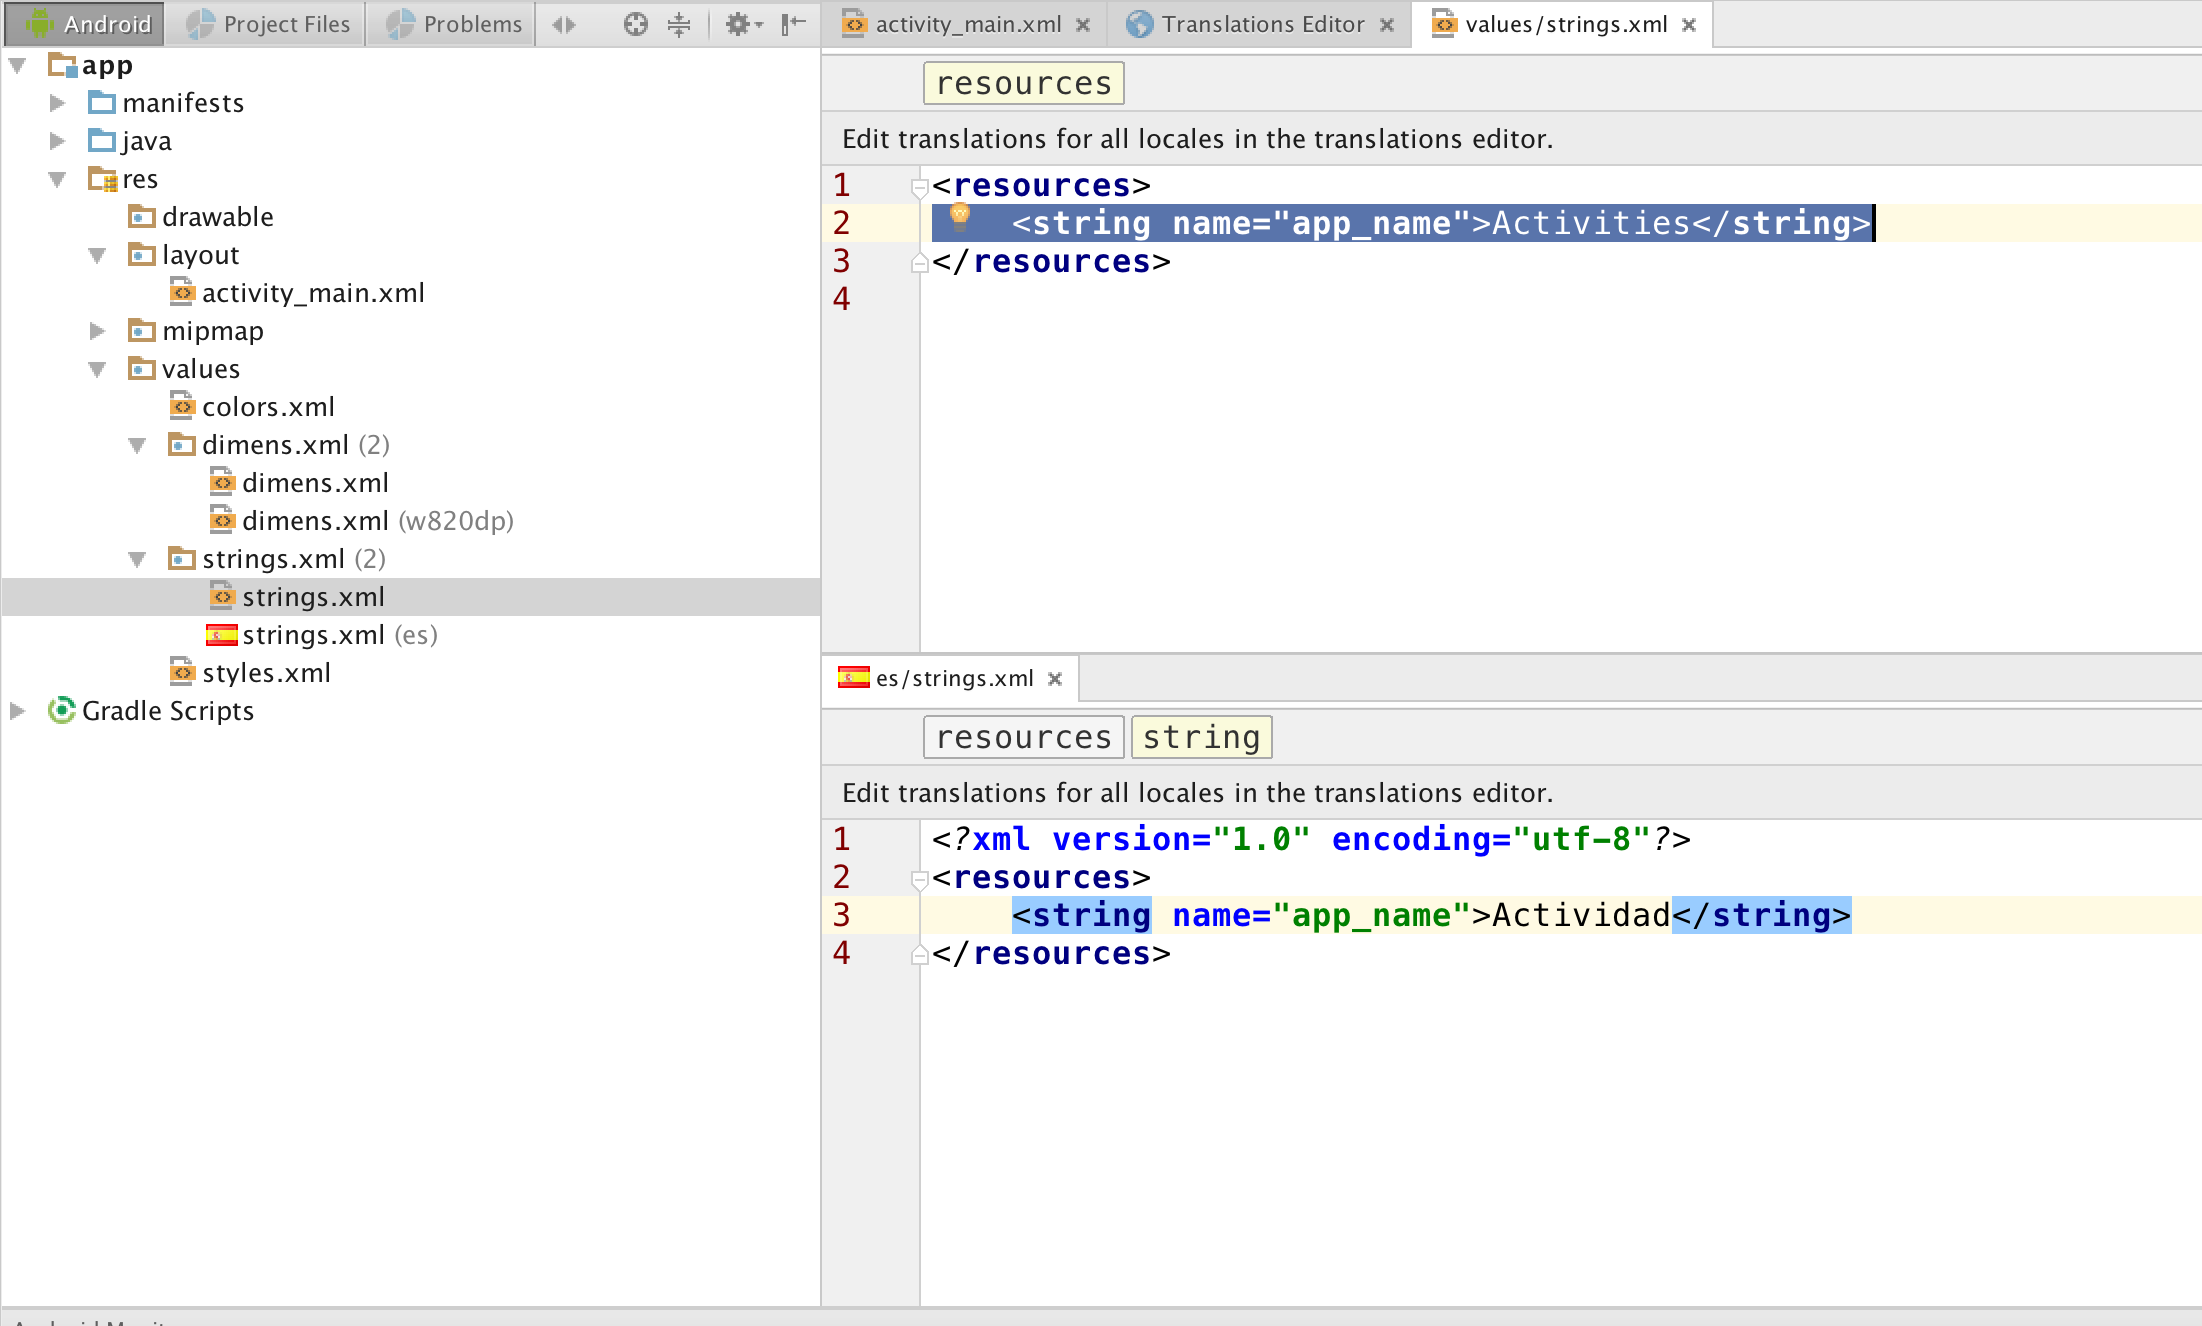 Android Project Files Problems
app
manifests
java
res
drawable
layout
activity_main.xml
mipmap
values
colors.xml
dimens.xml (2)
dimens.xml
dimens.xml (w820dp)
strings.xml (2)
strings.xml
strings.xml (es)
styles.xml
Gradle Scripts
activity_main.xml Translations Editor values/strings.xml
resources
Edit translations for all locales in the translations editor.
1 <resources>
2 <string name="app_name">Activities</string>
3 </resources>
4
es/strings.xml
resources string
Edit translations for all locales in the translations editor.
1 <?xml version="1.0" encoding="utf-8"?>
2 <resources>
3 <string name="app_name">Actividad</string>
4 </resources>